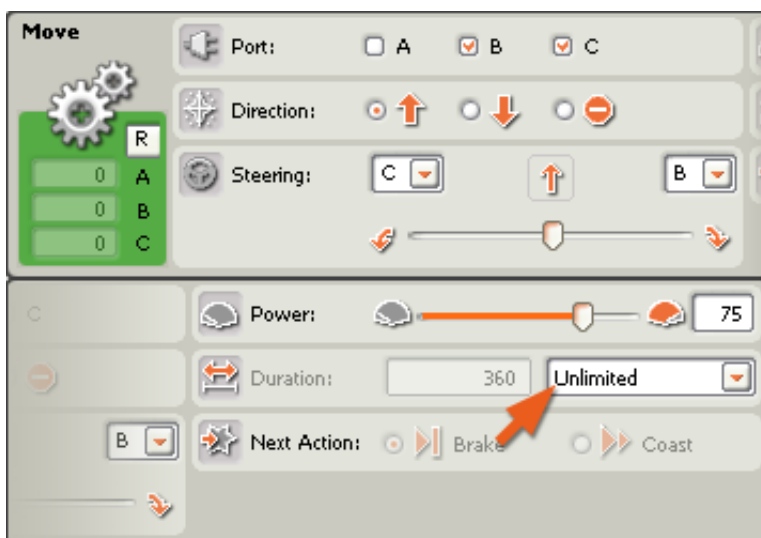 Move
Port: A B C
Direction:
R
0 A
Steering: C B
0 B
0 C
C
Power: 75
Duration: 360 Unlimited
B
Next Action: Brake Coast